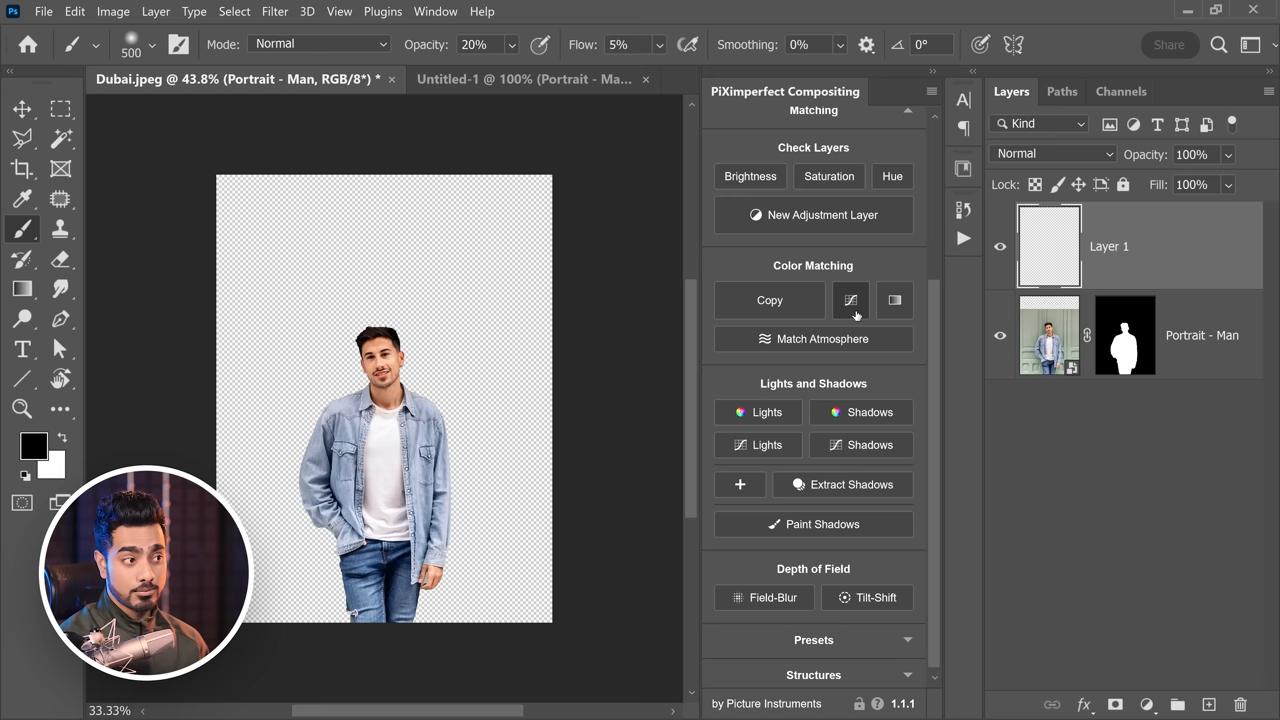 Ps File Edit Image Layer Type Select Filter 3D View Plugins Window Help
500 Mode: Normal Opacity: 20% Flow: 5% Smoothing: 0% 0° Share
Dubai.jpeg @ 43.8% (Portrait - Man, RGB/8*) * Untitled-1 @ 100% (Portrait - Ma...
PiXimperfect Compositing
Matching
Check Layers
Brightness Saturation Hue
New Adjustment Layer
Color Matching
Copy
Match Atmosphere
Lights and Shadows
Lights Shadows
Lights Shadows
+ Extract Shadows
Paint Shadows
Depth of Field
Field-Blur Tilt-Shift
Presets
Structures
by Picture Instruments 1.1.1
Layers Paths Channels
Kind
Normal Opacity: 100%
Lock: Fill: 100%
Layer 1
Portrait - Man
33.33%